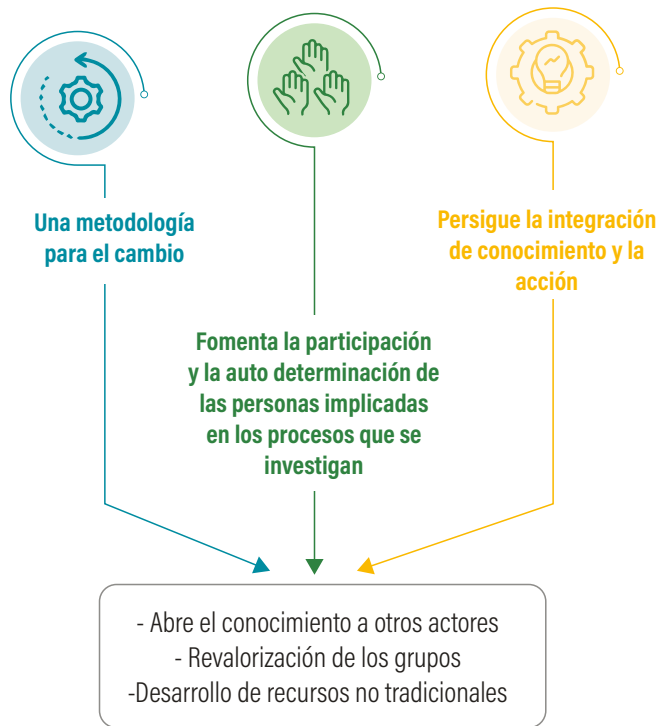 Una metodología
para el cambio
Fomenta la participación
y la auto determinación de
las personas implicadas
en los procesos que se
investigan
Persigue la integración
de conocimiento y la
acción
- Abre el conocimiento a otros actores
- Revalorización de los grupos
-Desarrollo de recursos no tradicionales